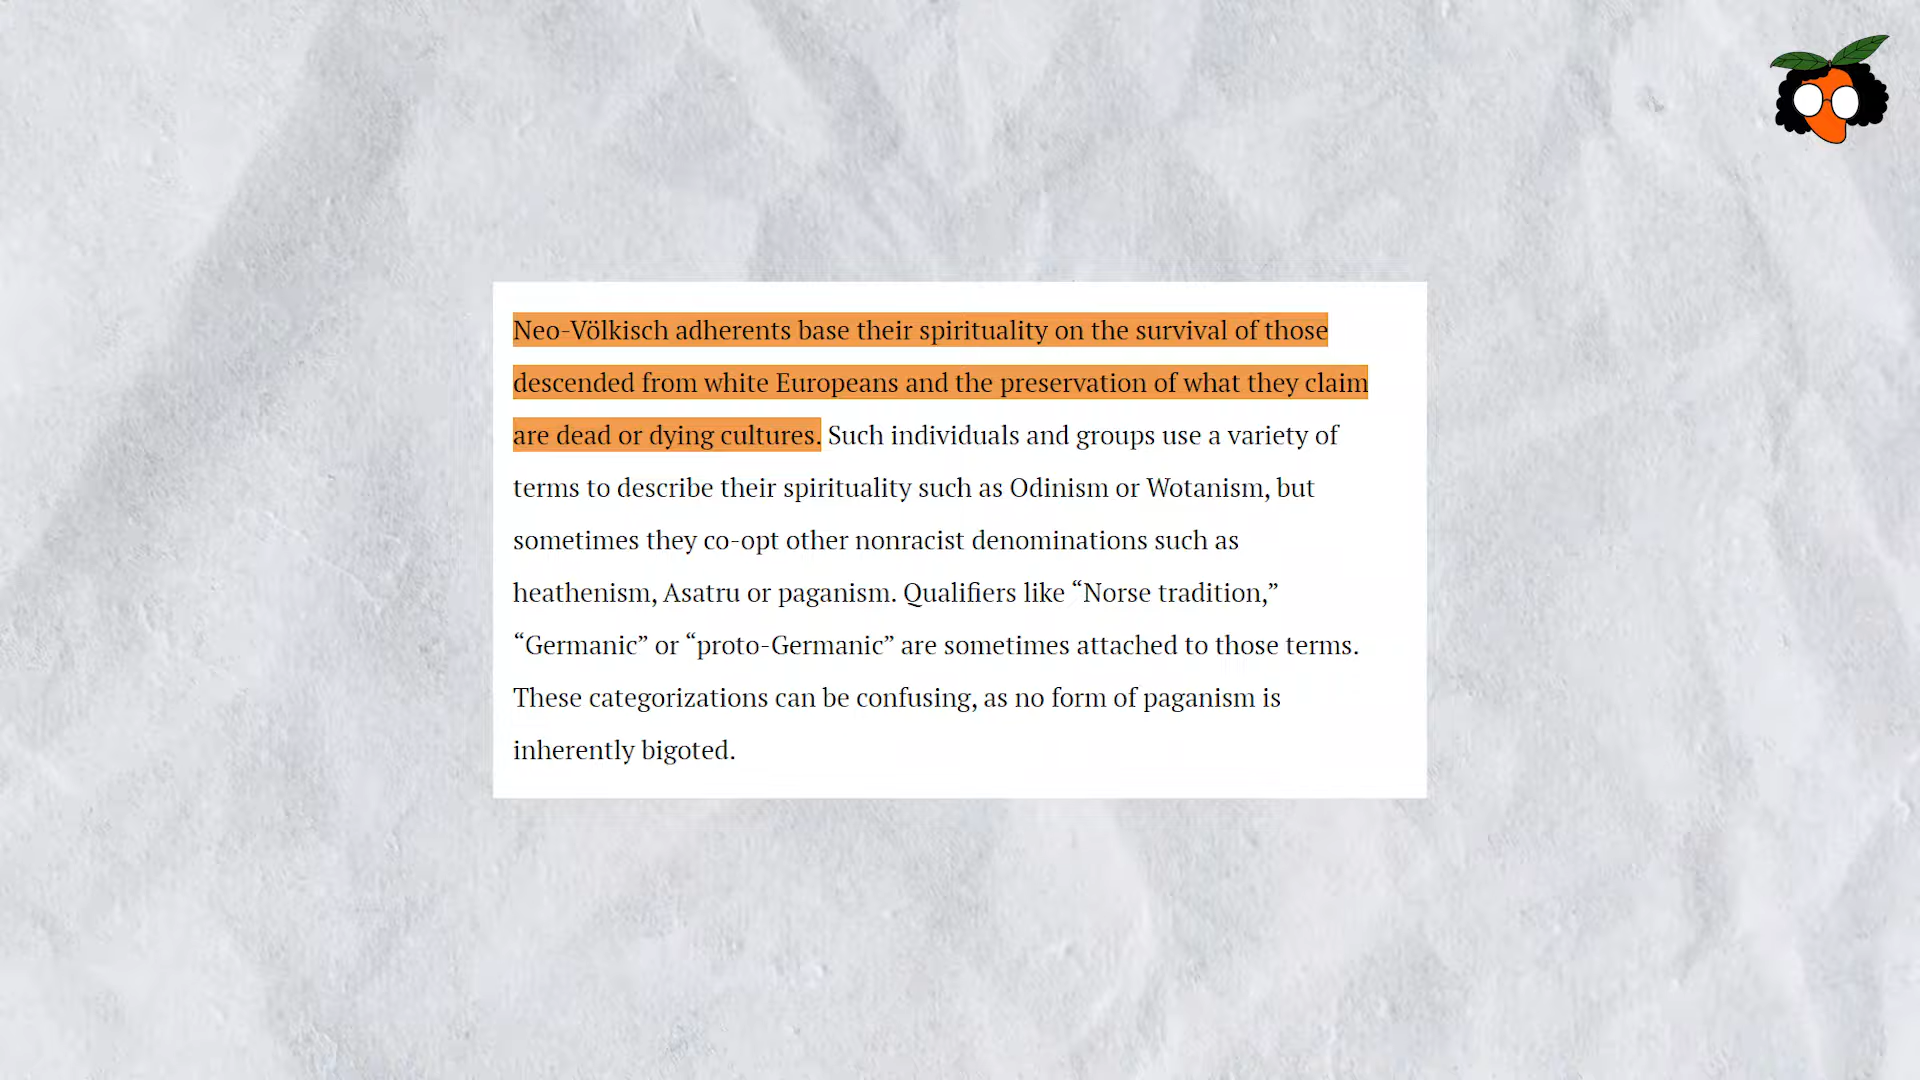 Neo-Völkisch adherents base their spirituality on the survival of those
descended from white Europeans and the preservation of what they claim
are dead or dying cultures. Such individuals and groups use a variety of
terms to describe their spirituality such as Odinism or Wotanism, but
sometimes they co-opt other nonracist denominations such as
heathenism, Asatru or paganism. Qualifiers like “Norse tradition,”
“Germanic” or “proto-Germanic” are sometimes attached to those terms.
These categorizations can be confusing, as no form of paganism is
inherently bigoted.